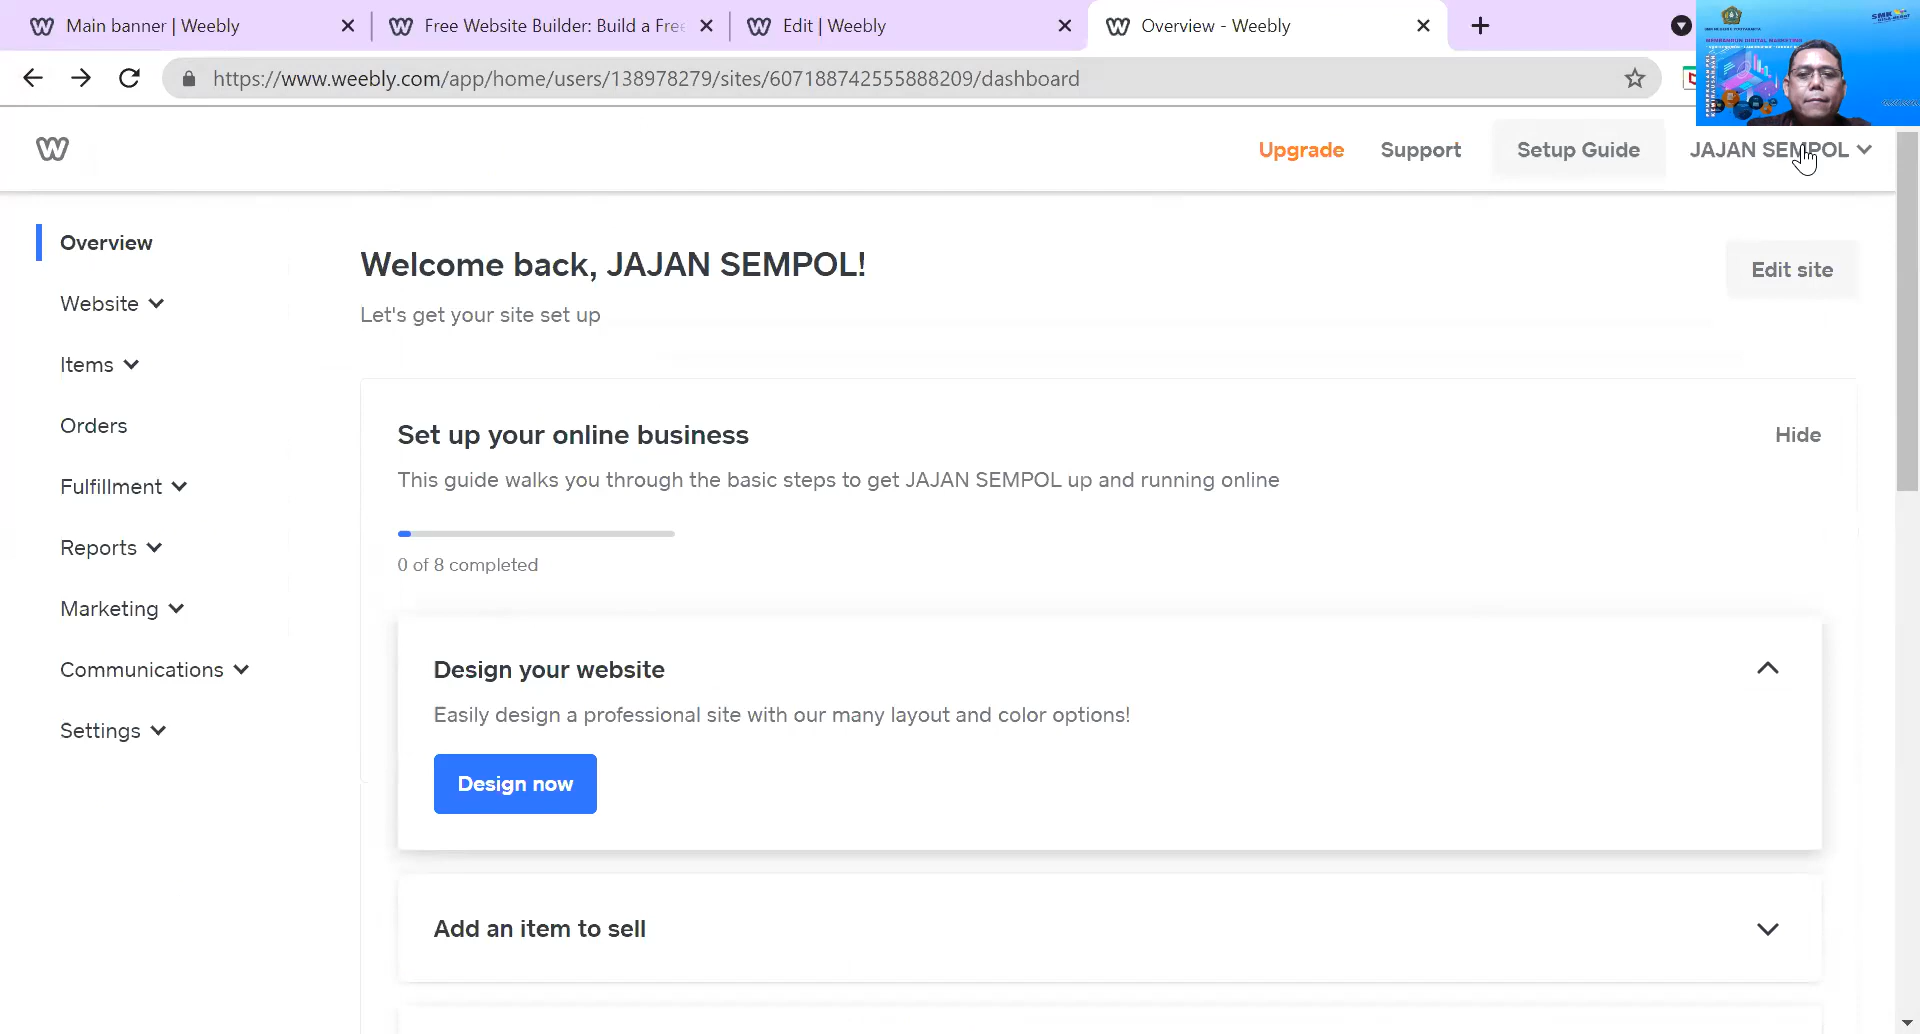 Main banner | Weebly
Free Website Builder: Build a Free
Edit | Weebly
Overview - Weebly
https://www.weebly.com/app/home/users/138978279/sites/607188742555888209/dashboard
Upgrade
Support
Setup Guide
JAJAN SEMPOL
Overview
Website
Items
Orders
Fulfillment
Reports
Marketing
Communications
Settings
Welcome back, JAJAN SEMPOL!
Let's get your site set up
Edit site
Set up your online business
Hide
This guide walks you through the basic steps to get JAJAN SEMPOL up and running online
0 of 8 completed
Design your website
Easily design a professional site with our many layout and color options!
Design now
Add an item to sell